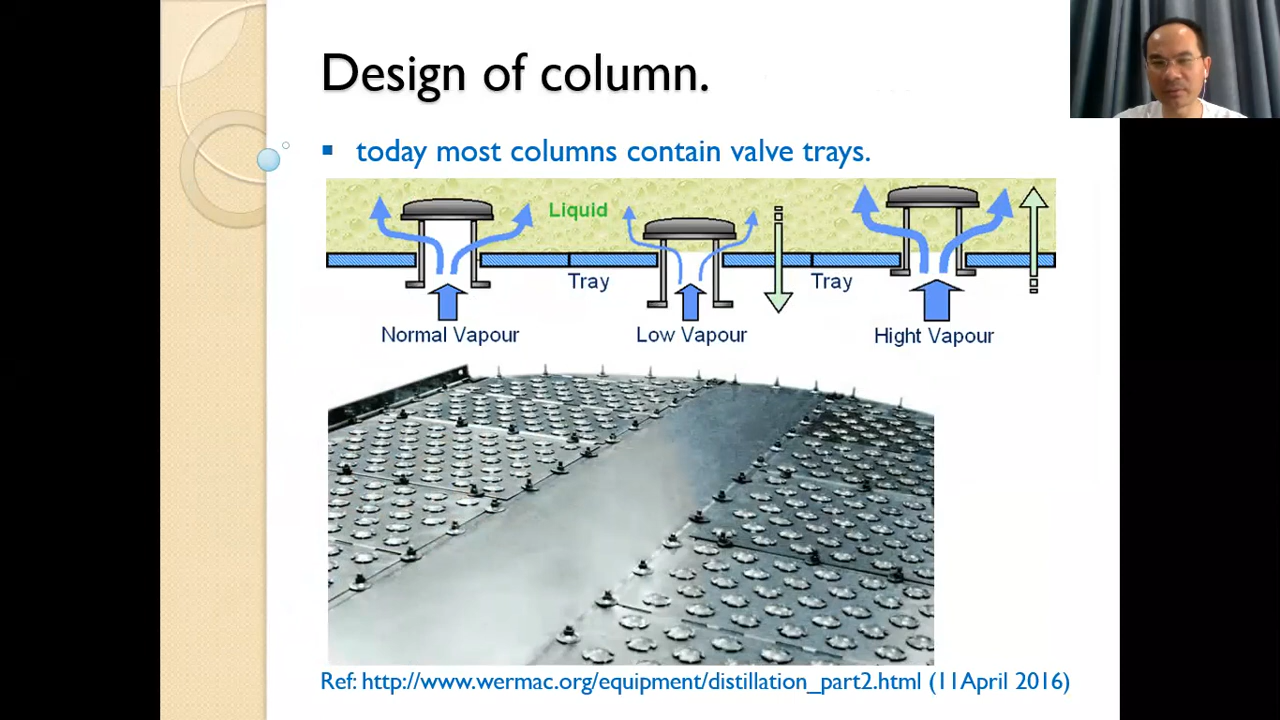 Design of column.
today most columns contain valve trays.
Liquid
Tray
Tray
Normal Vapour
Low Vapour
Hight Vapour
Ref: http://www.wermac.org/equipment/distillation_part2.html (11April 2016)